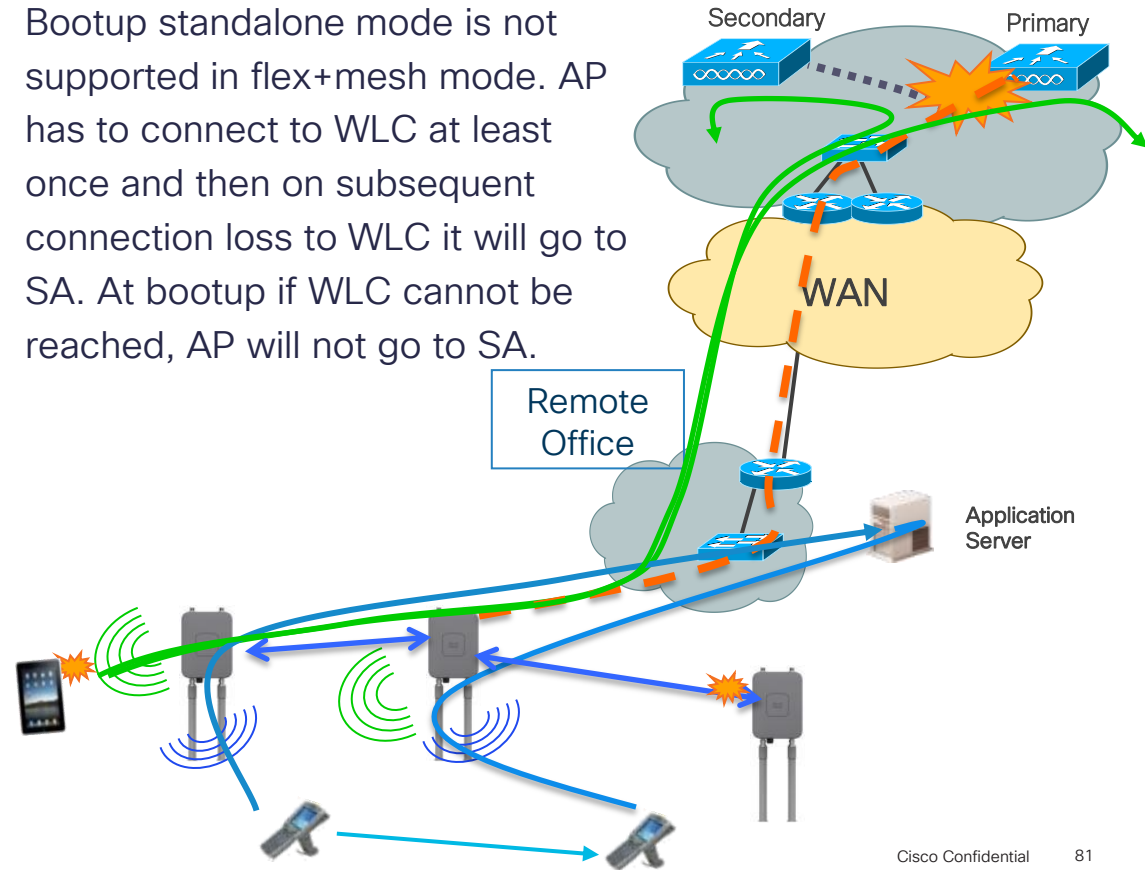 Bootup standalone mode is not
supported in flex+mesh mode. AP
has to connect to WLC at least
once and then on subsequent
connection loss to WLC it will go to
SA. At bootup if WLC cannot be
reached, AP will not go to SA.
Secondary
Primary
WAN
Remote
Office
Application
Server
Cisco Confidential 81